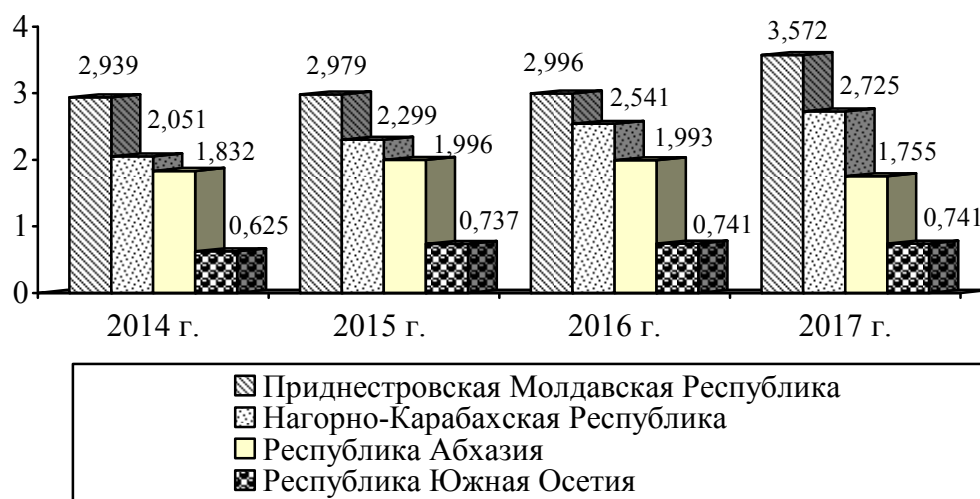 4
3
2
1
0
2,939
2,051
1,832
0,625
2,979
2,299
1,996
0,737
2,996
2,541
1,993
0,741
3,572
2,725
1,755
0,741
2014 г.
2015 г.
2016 г.
2017 г.
Приднестровская Молдавская Республика
Нагорно-Карабахская Республика
Республика Абхазия
Республика Южная Осетия